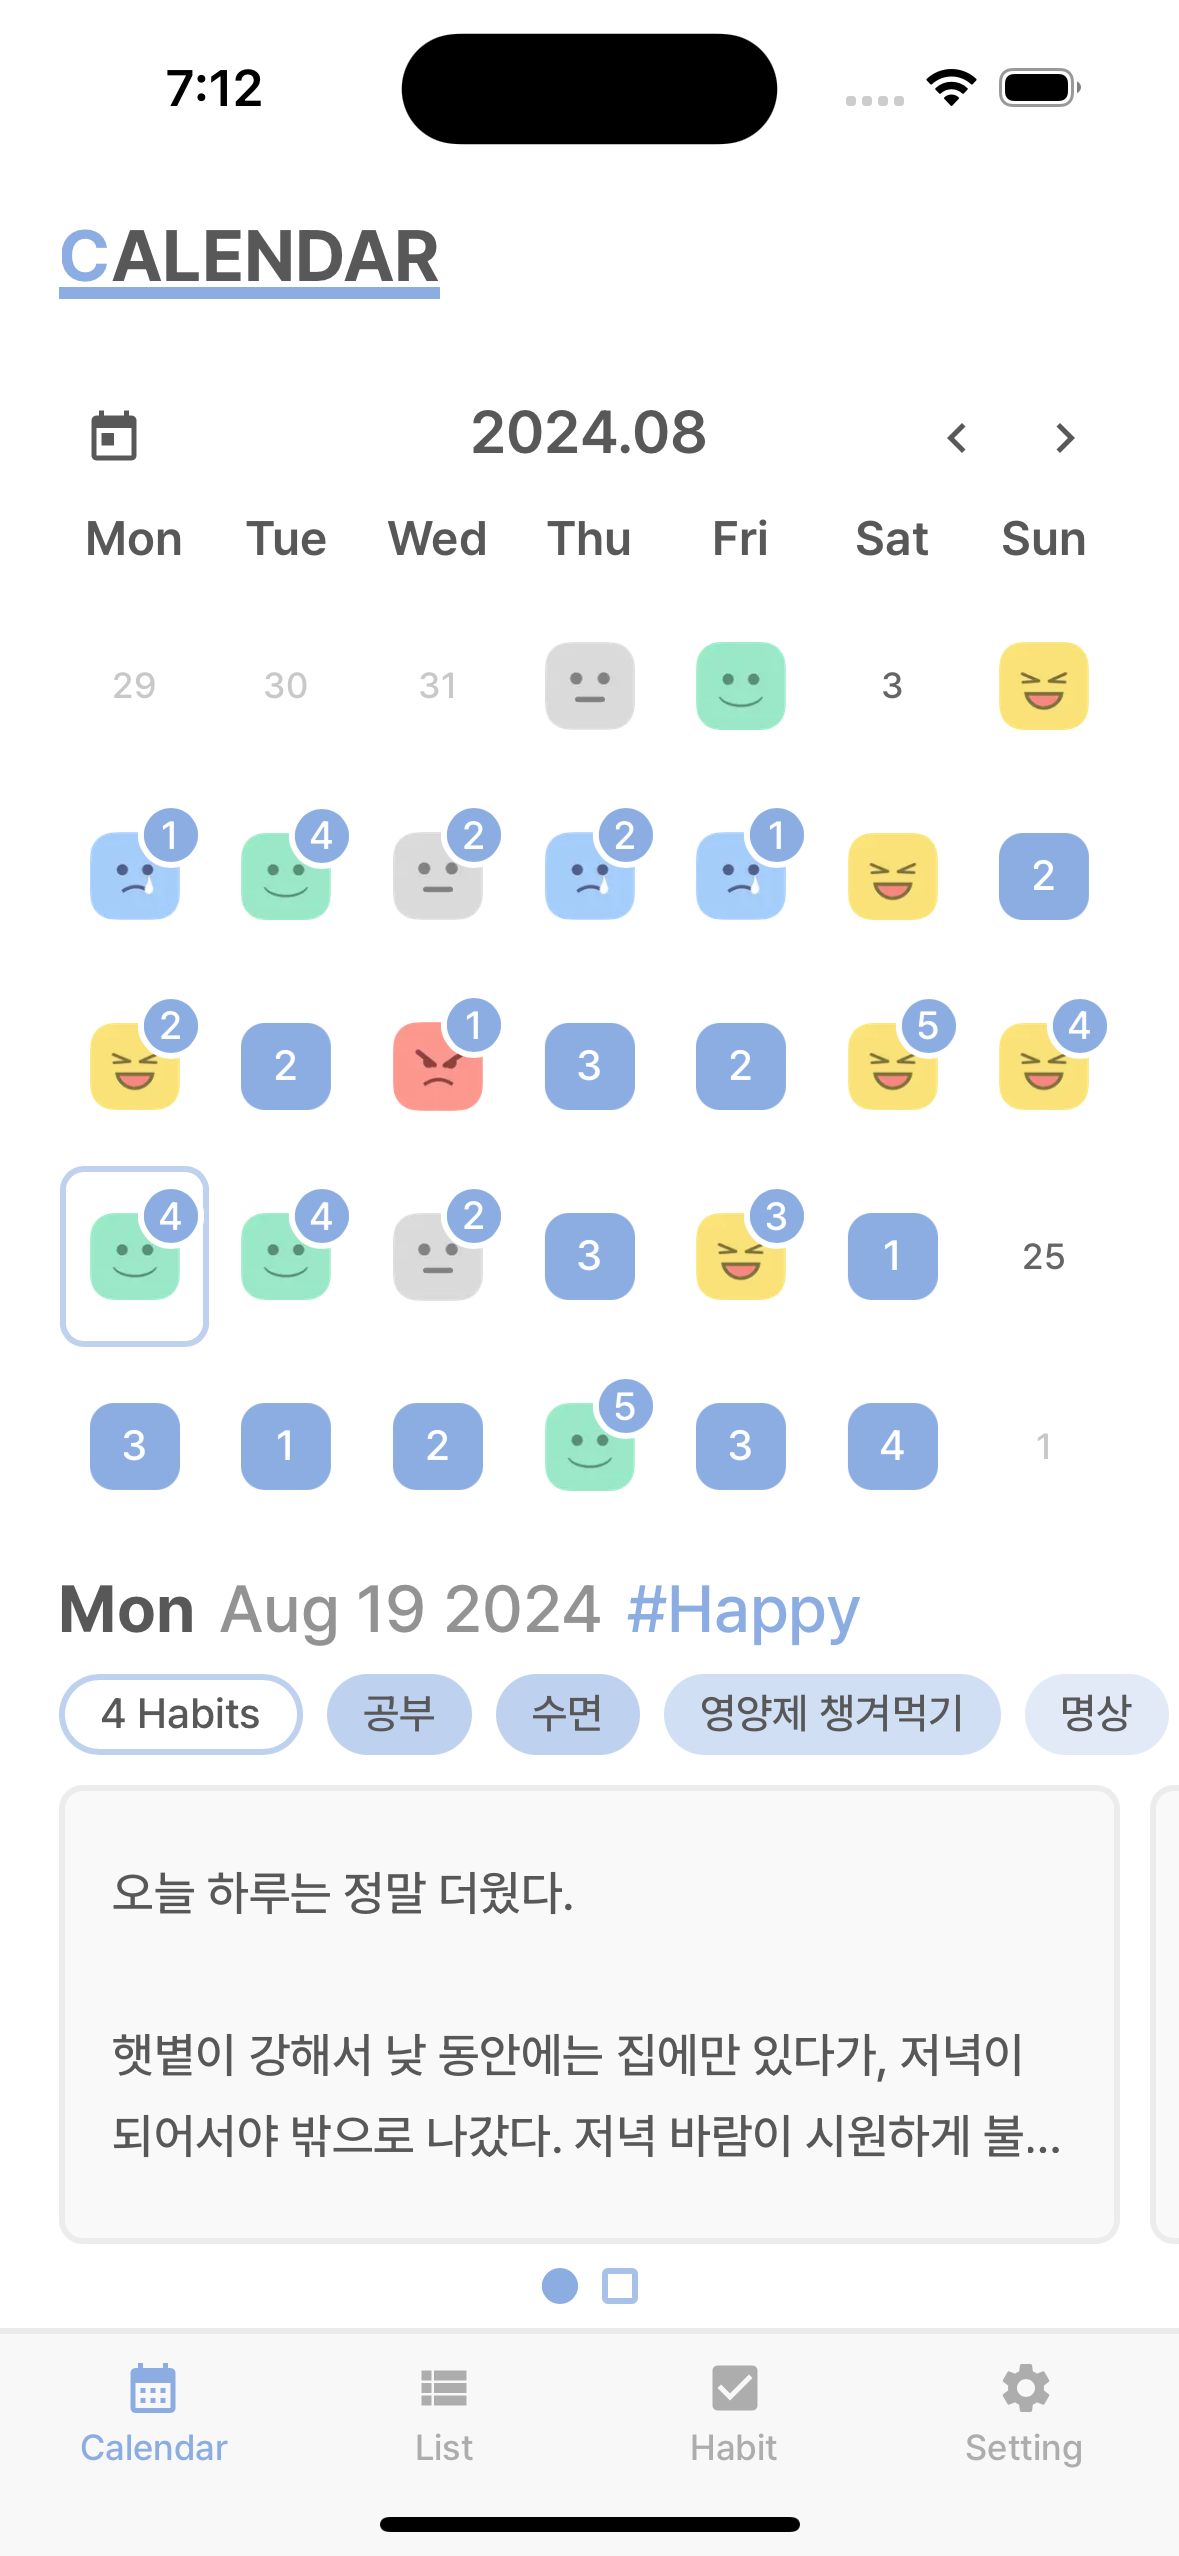 7:12
CALENDAR
2024.08
Mon Tue Wed Thu Fri Sat Sun
29 30 31 3
1 4 2 2 1 2
2 2 1 3 2 5 4
4 4 2 3 3 1 25
3 1 2 5 3 4 1
Mon Aug 19 2024 #Happy
4 Habits 공부 수면 영양제 챙겨먹기 명상
오늘 하루는 정말 더웠다.
햇볕이 강해서 낮 동안에는 집에만 있다가, 저녁이
되어서야 밖으로 나갔다. 저녁 바람이 시원하게 불...
Calendar List Habit Setting